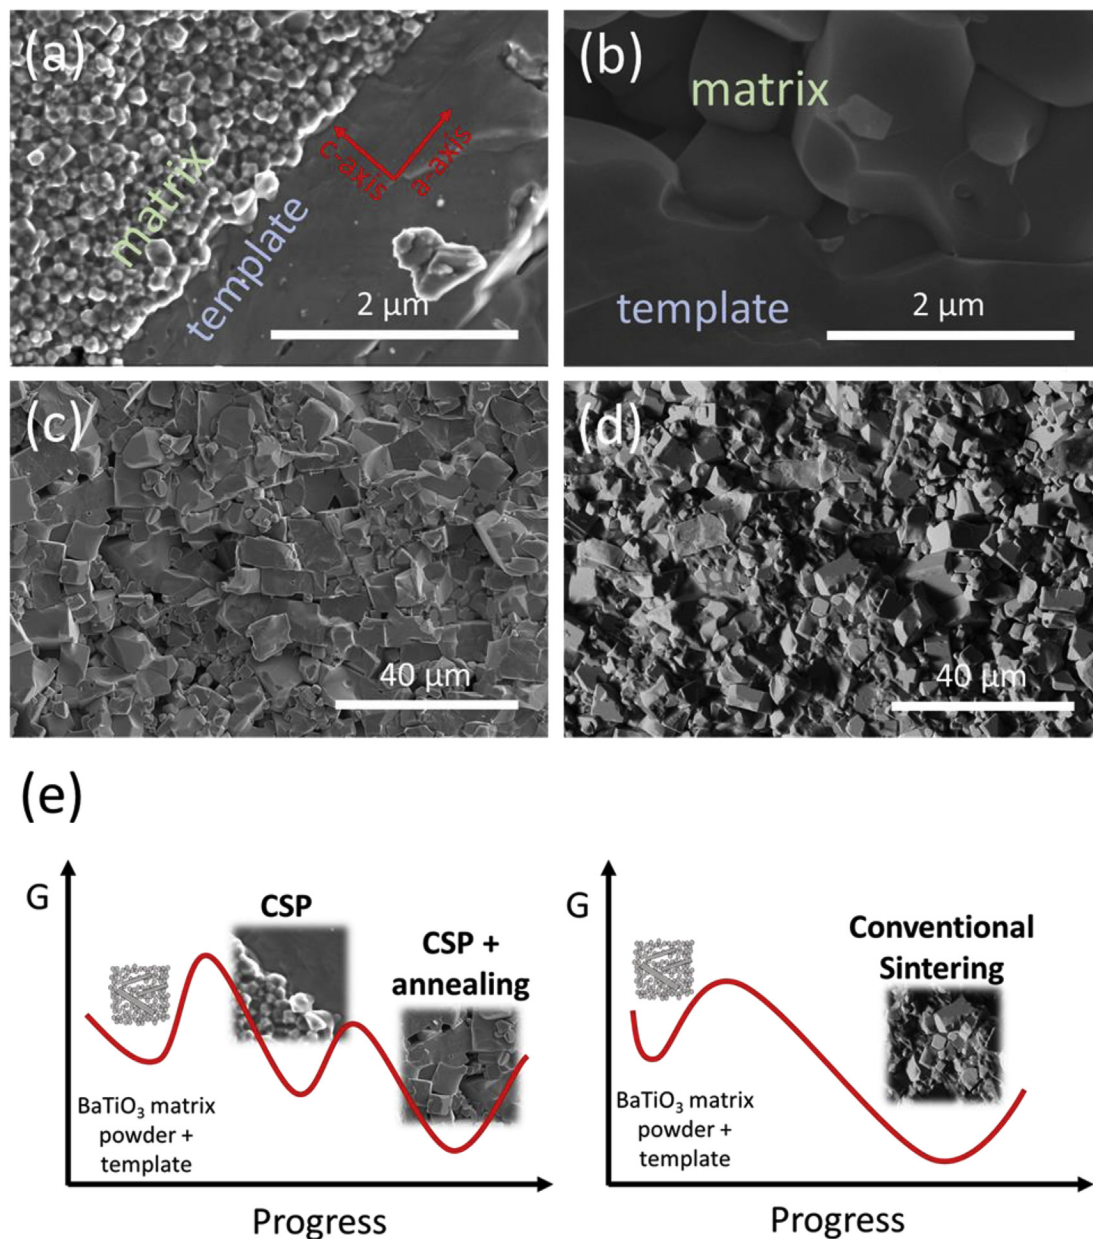 (a)
matrix
template
c-axis
a-axis
2 μm
(b)
matrix
template
2 μm
(c)
40 μm
(d)
40 μm
(e)
G
CSP
CSP +
annealing
BaTiO₃ matrix
powder +
template
Progress
G
Conventional
Sintering
BaTiO₃ matrix
powder +
template
Progress